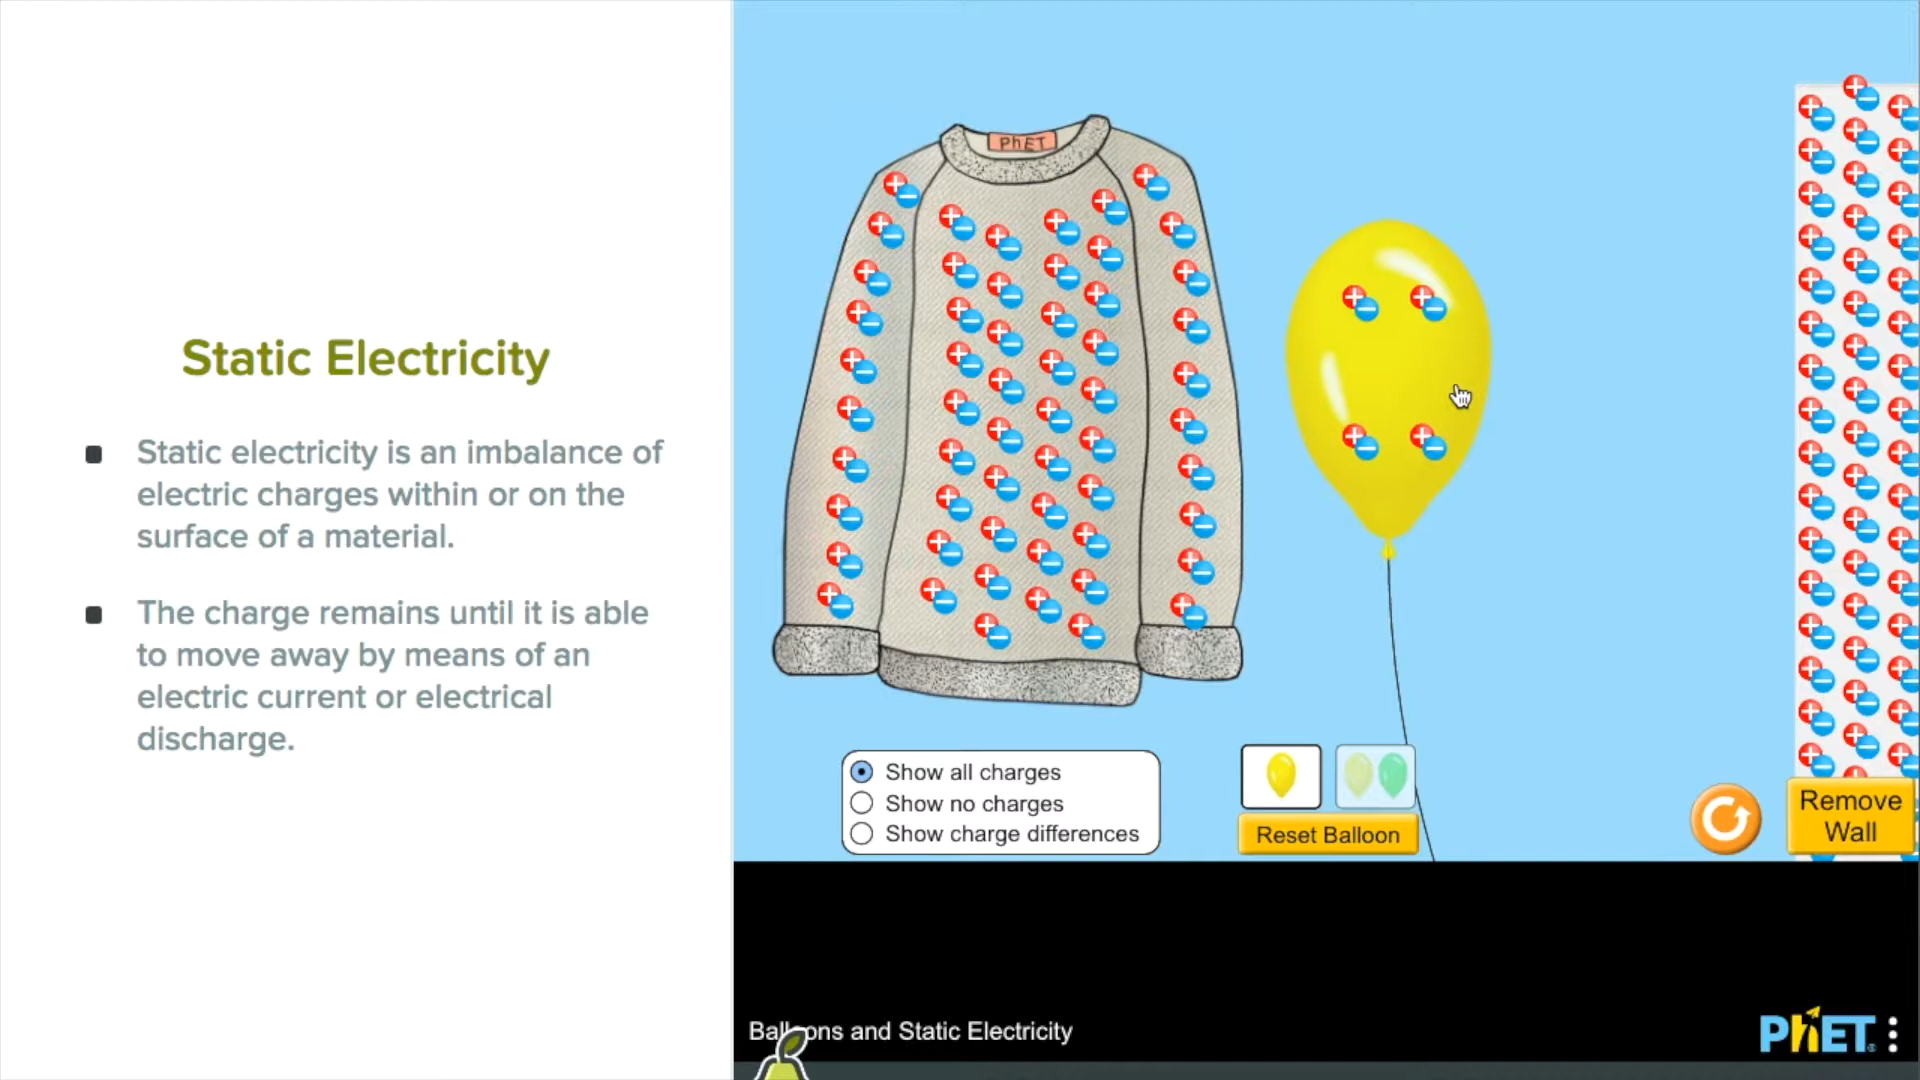 Static Electricity
Static electricity is an imbalance of
electric charges within or on the
surface of a material.
The charge remains until it is able
to move away by means of an
electric current or electrical
discharge.
PhET
Show all charges
Show no charges
Show charge differences
Reset Balloon
Remove
Wall
Balloons and Static Electricity
PhET